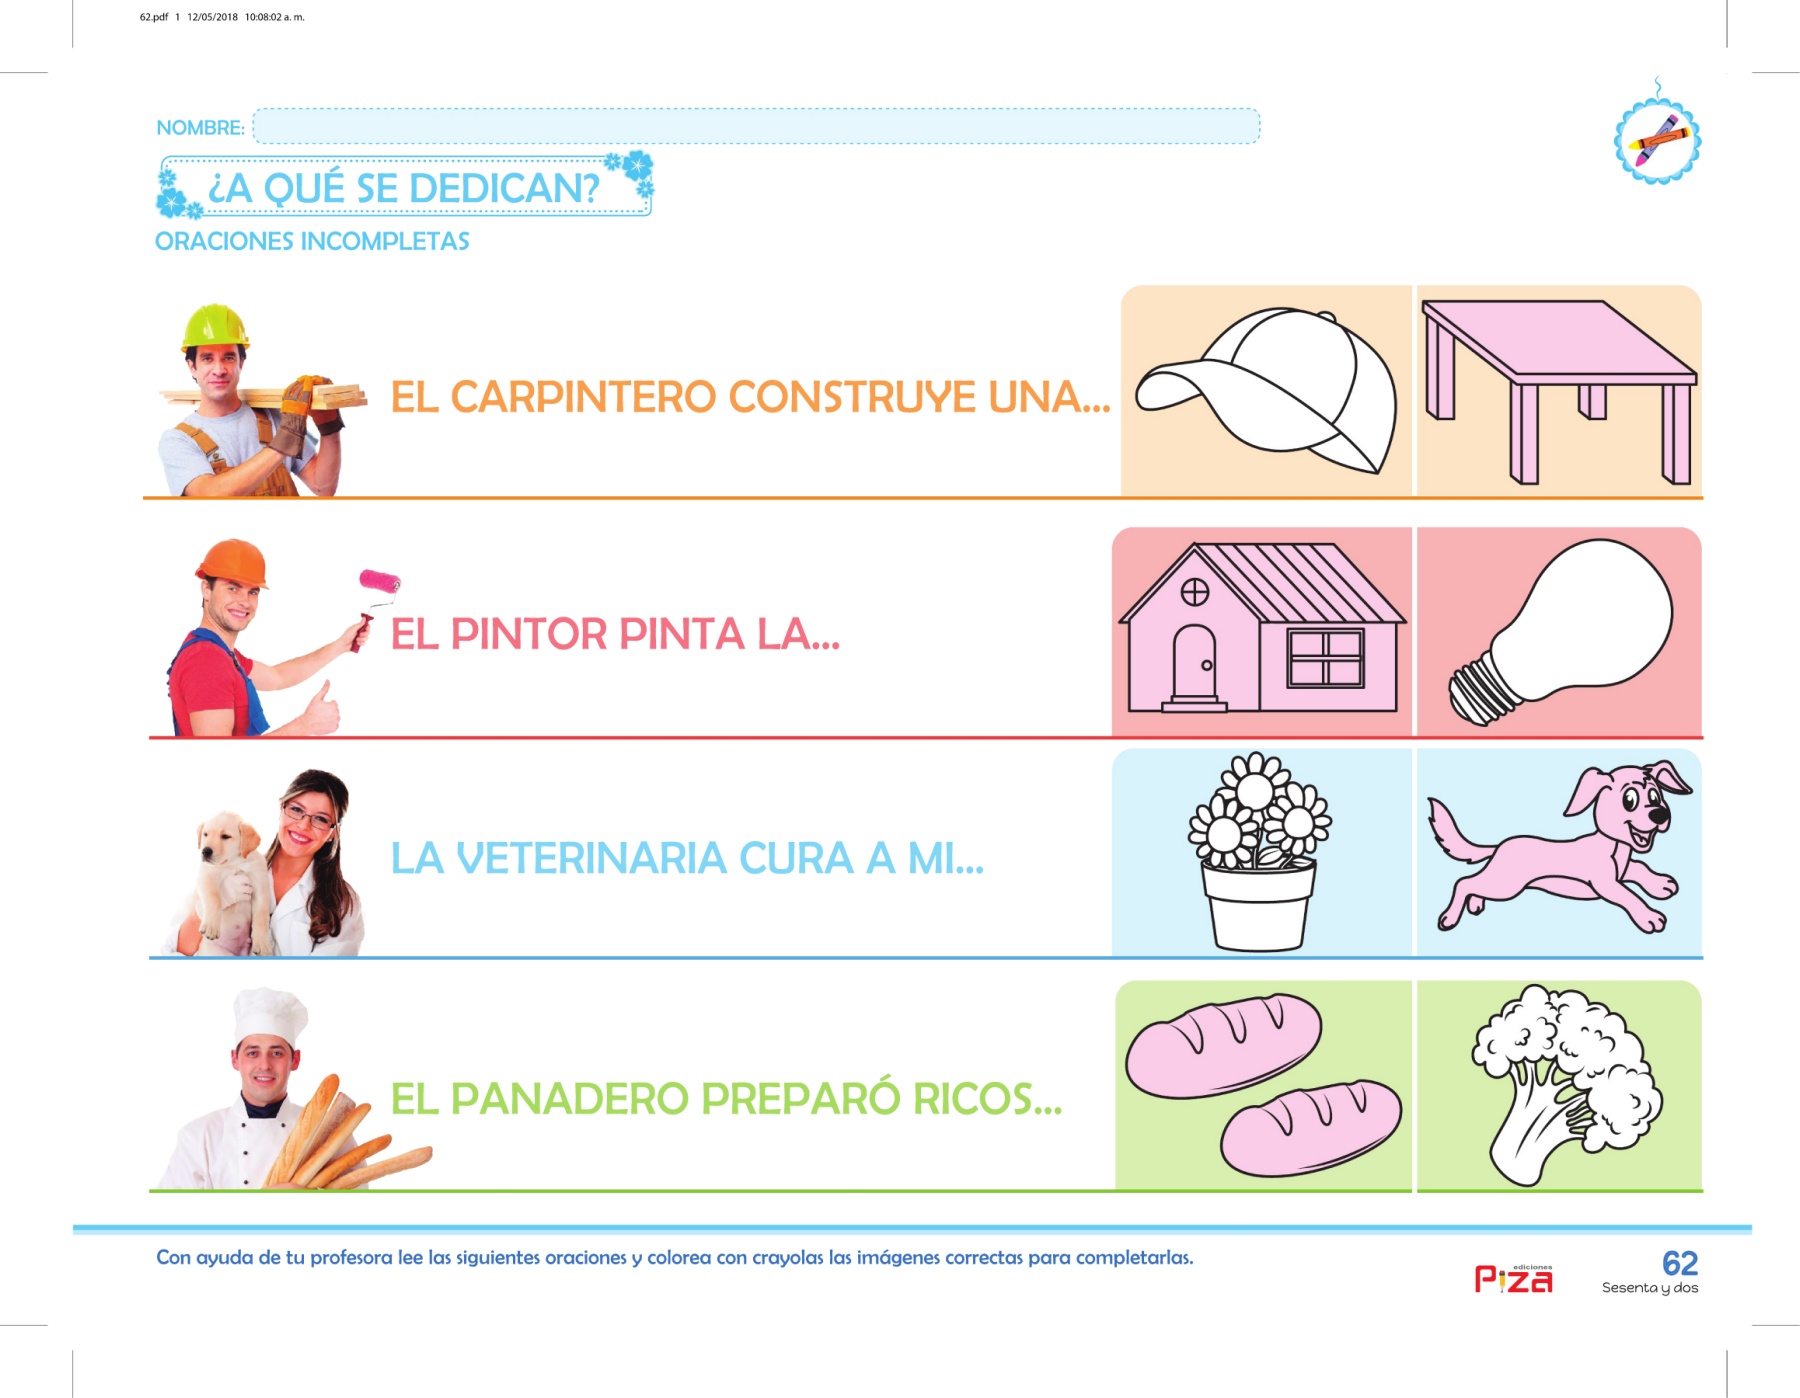 62.pdf 1 12/05/2018 10:08:02 a. m.
NOMBRE:
¿A QUÉ SE DEDICAN?
ORACIONES INCOMPLETAS
EL CARPINTERO CONSTRUYE UNA...
EL PINTOR PINTA LA...
LA VETERINARIA CURA A MI...
EL PANADERO PREPARÓ RICOS...
Con ayuda de tu profesora lee las siguientes oraciones y colorea con crayolas las imágenes correctas para completarlas.
ediciones
Piza
62
Sesenta y dos